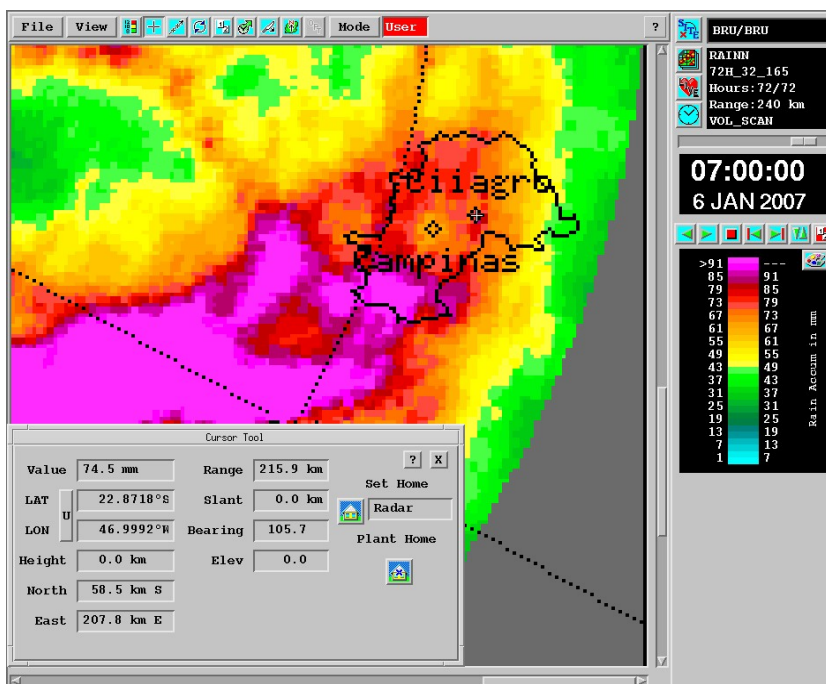 File View Mode User ?
SITE BRU/BRU
RAINN
72H_32_165
Hours:72/72
Range:240 km
VOL_SCAN
07:00:00
6 JAN 2007
Campinas
>91 ---
85 91
79 85
73 79
67 73
61 67
55 61
49 55
43 49
37 43
31 37
25 31
19 25
13 19
7 13
1 7
Rain Accum in mm
Cursor Tool
? X
Value 74.5 mm Range 215.9 km
Set Home
LAT 22.8718°S Slant 0.0 km
U
Radar
LON 46.9992°W Bearing 105.7
Plant Home
Height 0.0 km Elev 0.0
North 58.5 km S
East 207.8 km E